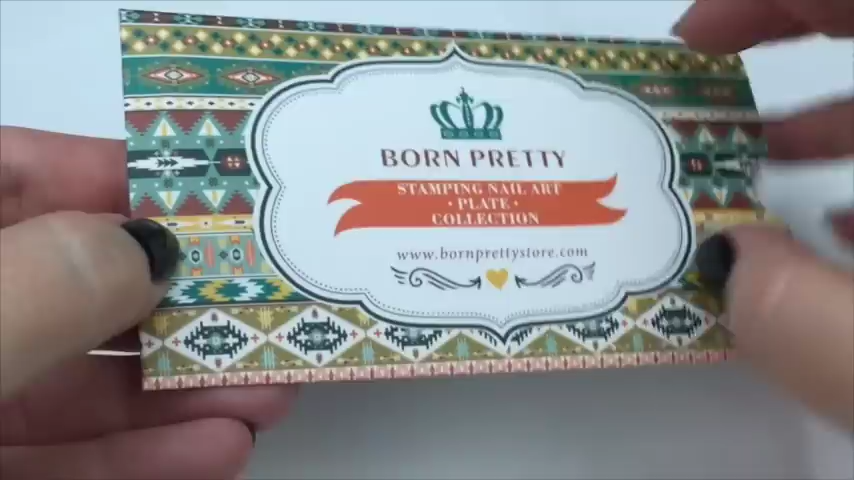 BORN PRETTY
STAMPING NAIL ART
• PLATE •
COLLECTION
www.bornprettystore.com